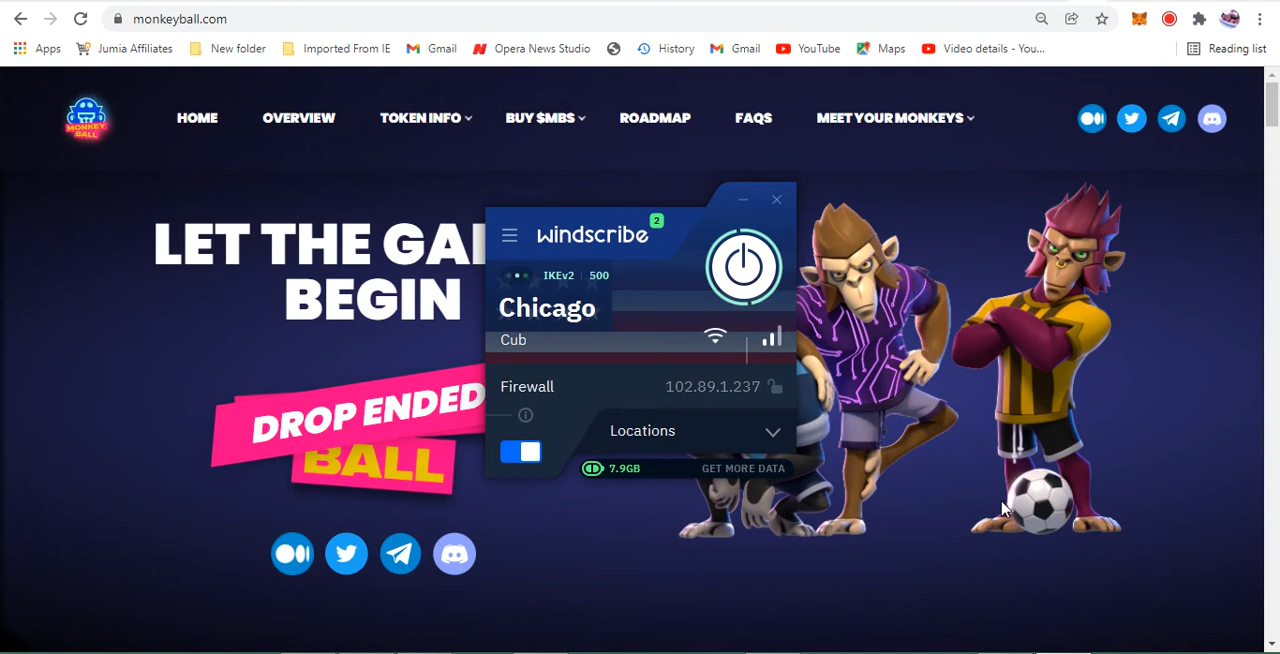 monkeyball.com
Apps
Jumia Affiliates
New folder
Imported From IE
Gmail
Opera News Studio
History
Gmail
YouTube
Maps
Video details - You...
Reading list
MONKEY
BALL
HOME
OVERVIEW
TOKEN INFO
BUY $MBS
ROADMAP
FAQS
MEET YOUR MONKEYS
LET THE GA
BEGIN
DROP ENDED
BALL
windscribe
2
IKEv2
500
Chicago
Cub
Firewall
102.89.1.237
Locations
7.9GB
GET MORE DATA